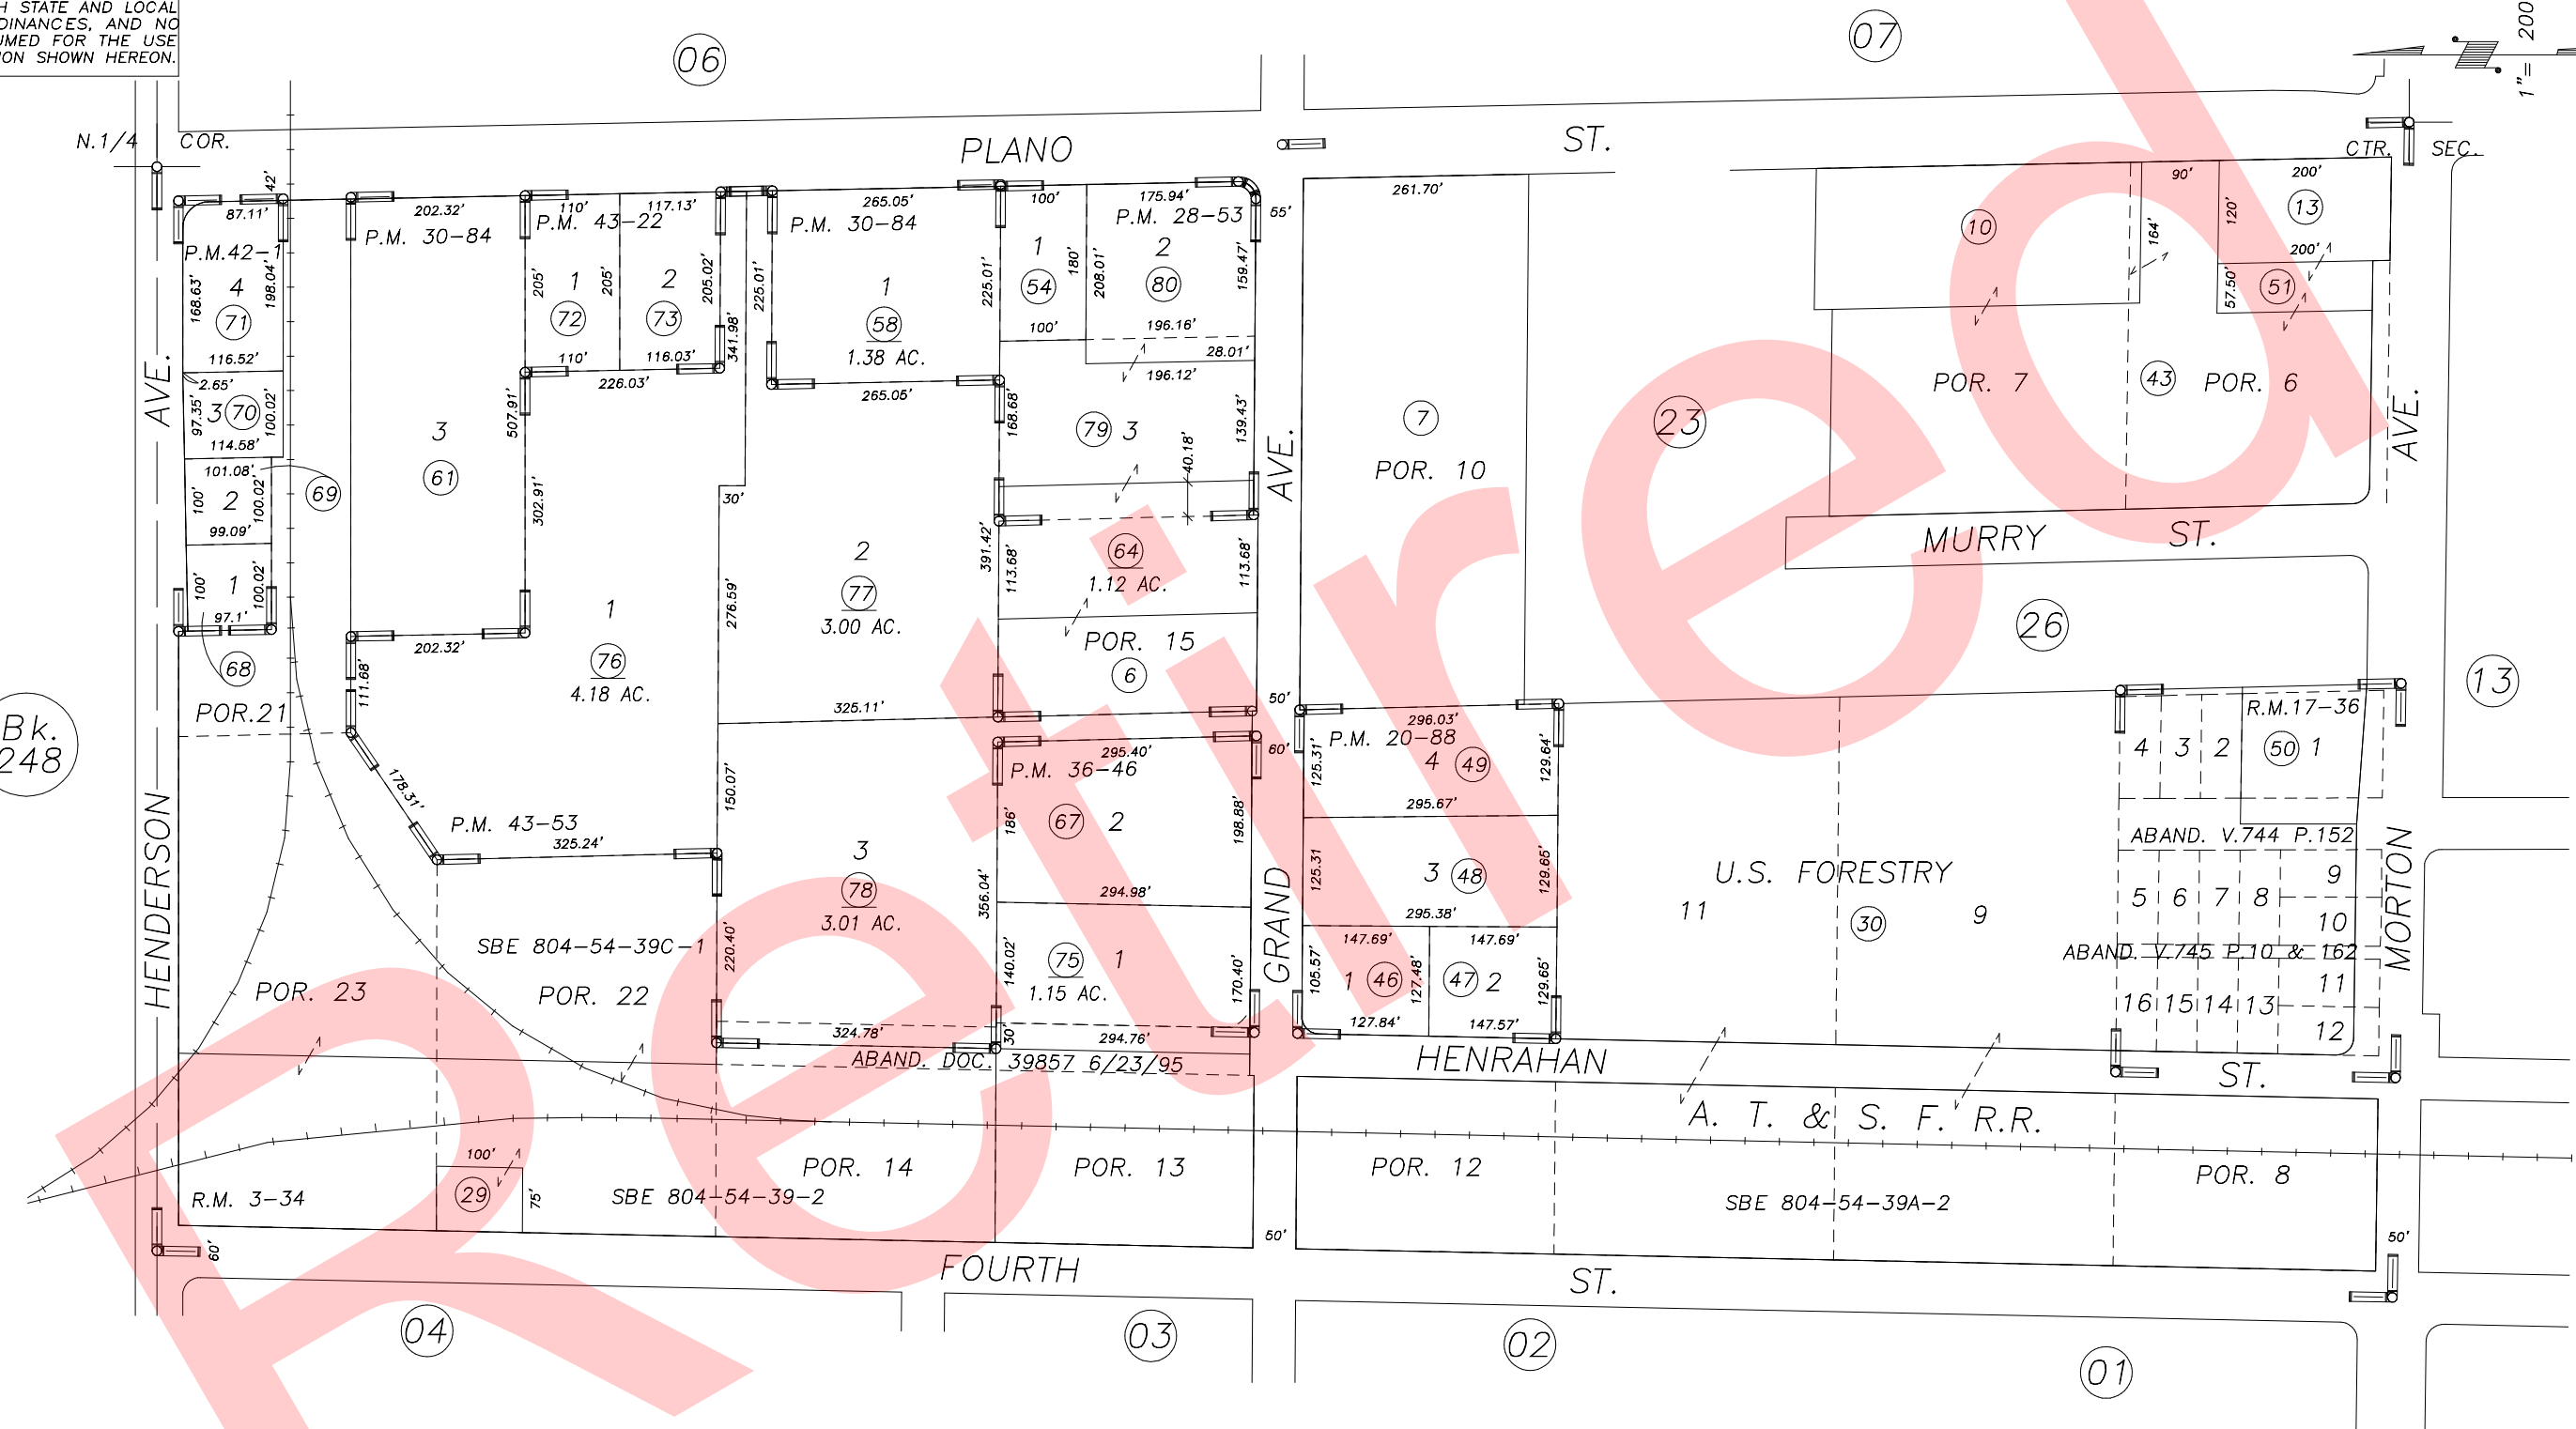 H STATE AND LOCAL
DINANCES, AND NO
UMED FOR THE USE
ION SHOWN HEREON.
06
07
1"= 200
N.1/4 COR.
PLANO ST.
CTR. SEC.
42'
87.11'
P.M.42-1
168.63'
198.04'
4
71
116.52'
2.65'
97.35'
3 70
100.02'
114.58'
101.08'
100'
2
100.02'
99.09'
100'
1
100.02'
97.1'
69
68
POR.21
202.32'
P.M. 30-84
3
61
507.91'
302.91'
202.32'
111.68'
178.31'
110'
117.13'
P.M. 43-22
205'
1
72
205'
2
73
205.02'
110'
116.03'
226.03'
341.98'
225.01'
30'
265.05'
P.M. 30-84
1
58
1.38 AC.
225.01'
265.05'
100'
1
54
180'
100'
175.94'
P.M. 28-53
2
80
208.01'
159.47'
196.16'
28.01'
196.12'
55'
168.68'
79 3
139.43'
40.18'
391.42'
113.68'
64
1.12 AC.
113.68'
POR. 15
6
50'
1
76
4.18 AC.
276.59'
2
77
3.00 AC.
325.11'
150.07'
P.M. 43-53
325.24'
3
78
3.01 AC.
220.40'
324.78'
295.40'
P.M. 36-46
186'
67 2
198.88'
60'
294.98'
356.04'
140.02'
75 1
1.15 AC.
170.40'
30'
294.76'
ABAND. DOC. 39857 6/23/95
HENDERSON AVE.
Bk.
248
GRAND AVE.
261.70'
7
POR. 10
23
10
POR. 7
164'
90'
200'
13
120'
200'
51
57.50'
43
POR. 6
MURRY ST.
26
13
MORTON AVE.
296.03'
P.M. 20-88
125.31'
4 49
129.64'
295.67'
125.31
3 48
129.65'
295.38'
147.69'
147.69'
105.57'
1 46
127.48'
47 2
129.65'
127.84'
147.57'
U.S. FORESTRY
11
30
9
R.M.17-36
4 3 2 50 1
ABAND. V.744 P.152
5 6 7 8
9
10
ABAND. V.745 P.10 & 162
11
16 15 14 13
12
HENRAHAN ST.
SBE 804-54-39C-1
POR. 23
POR. 22
A. T. & S. F. R.R.
100'
29
75'
R.M. 3-34
SBE 804-54-39-2
POR. 14
POR. 13
POR. 12
SBE 804-54-39A-2
POR. 8
60'
50'
50'
FOURTH ST.
04
03
02
01
Retired